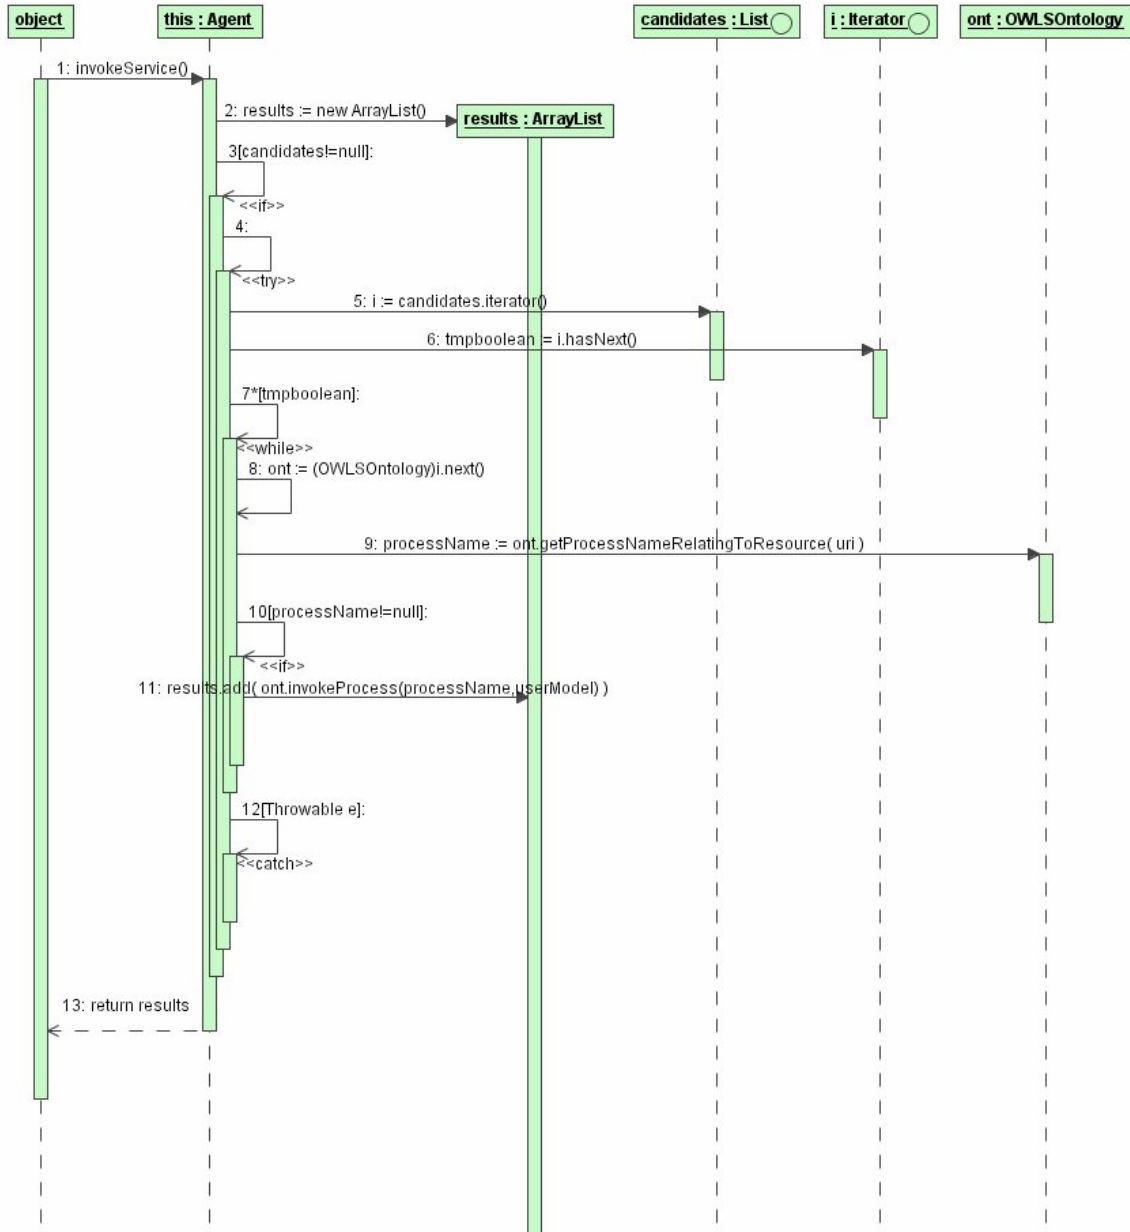 object
this : Agent
candidates : List
i : Iterator
ont : OWLSOntology
1: invokeService()
2: results := new ArrayList()
results : ArrayList
3[candidates!=null]:
<<if>>
4:
<<try>>
5: i := candidates.iterator()
6: tmpboolean := i.hasNext()
7*[tmpboolean]:
<<while>>
8: ont := (OWLSOntology)i.next()
9: processName := ont.getProcessNameRelatingToResource( uri )
10[processName!=null]:
<<if>>
11: results.add( ont.invokeProcess(processName,userModel) )
12[Throwable e]:
<<catch>>
13: return results